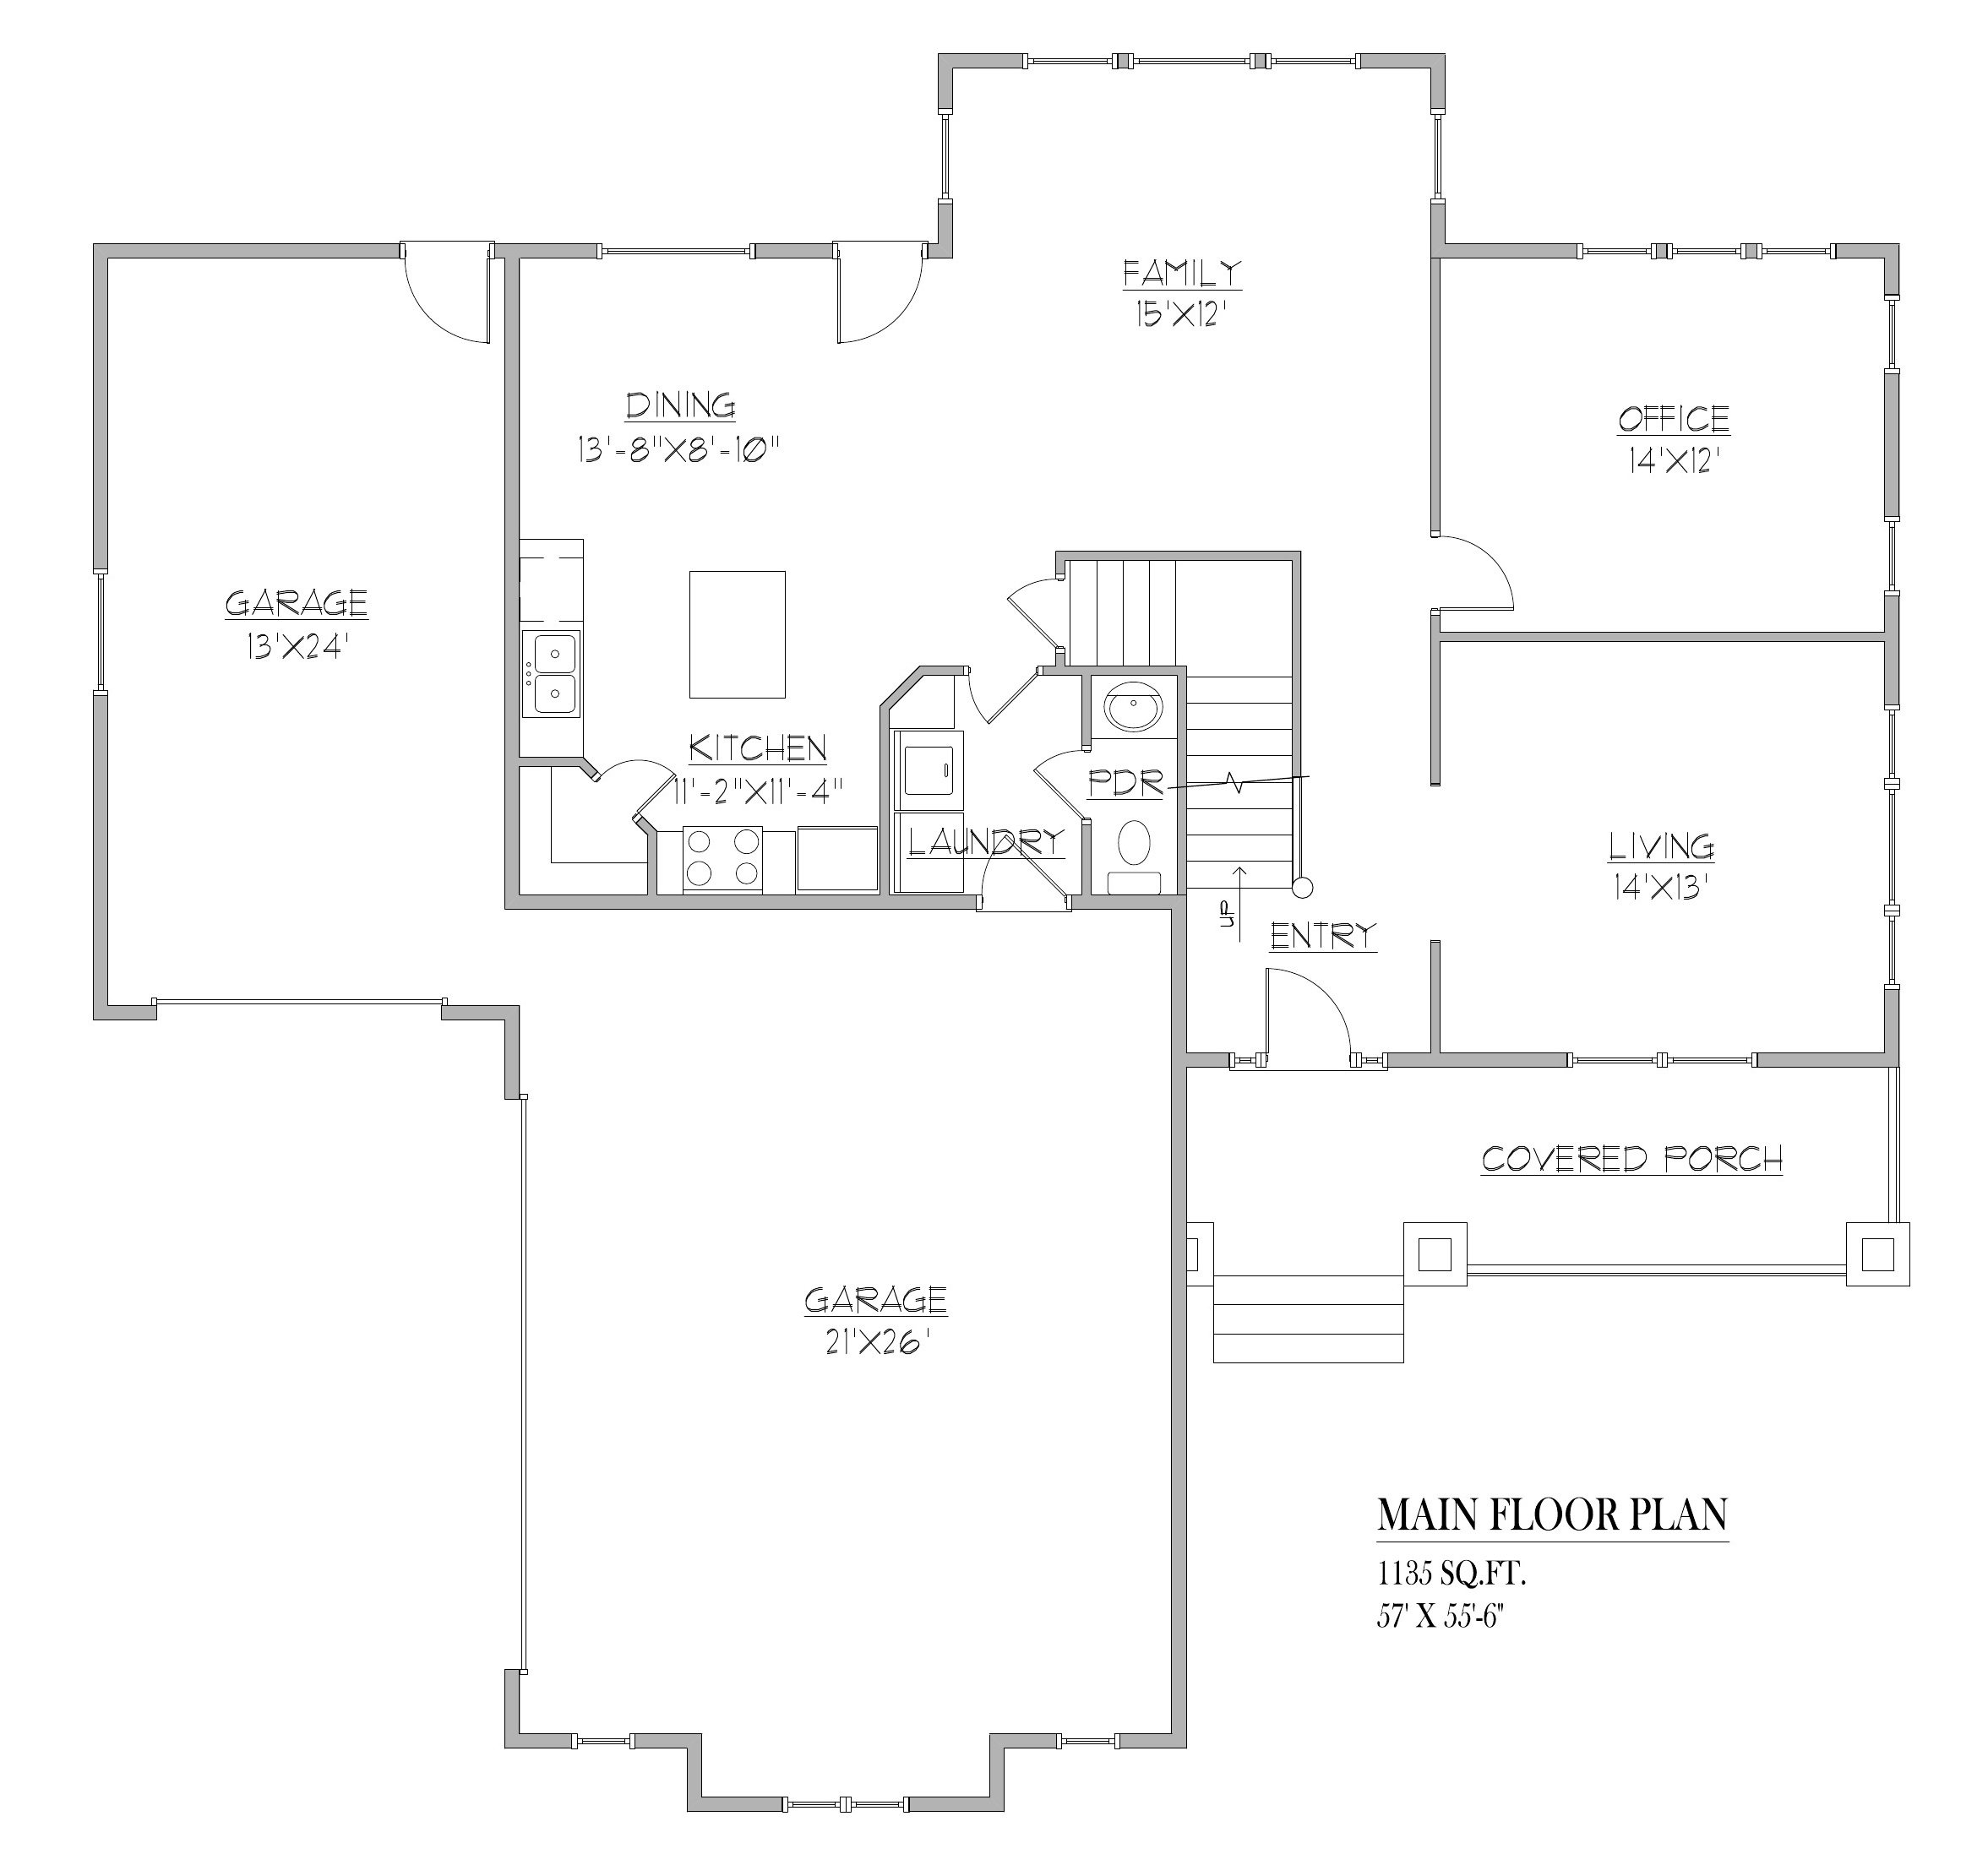 FAMILY
15'X12'
DINING
13'-8"X8'-10"
OFFICE
14'X12'
GARAGE
13'X24'
KITCHEN
11'-2"X11'-4"
PDR
LAUNDRY
LIVING
14'X13'
UP
ENTRY
COVERED PORCH
GARAGE
21'X26'
MAIN FLOOR PLAN
1135 SQ.FT.
57' X 55'-6"